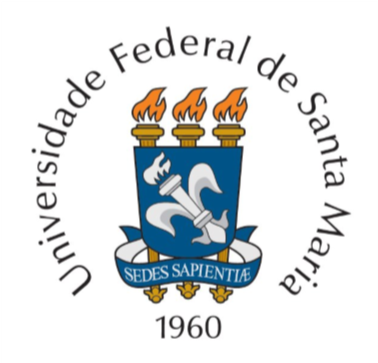 Universidade Federal de Santa Maria
SEDES SAPIENTIÆ
1960